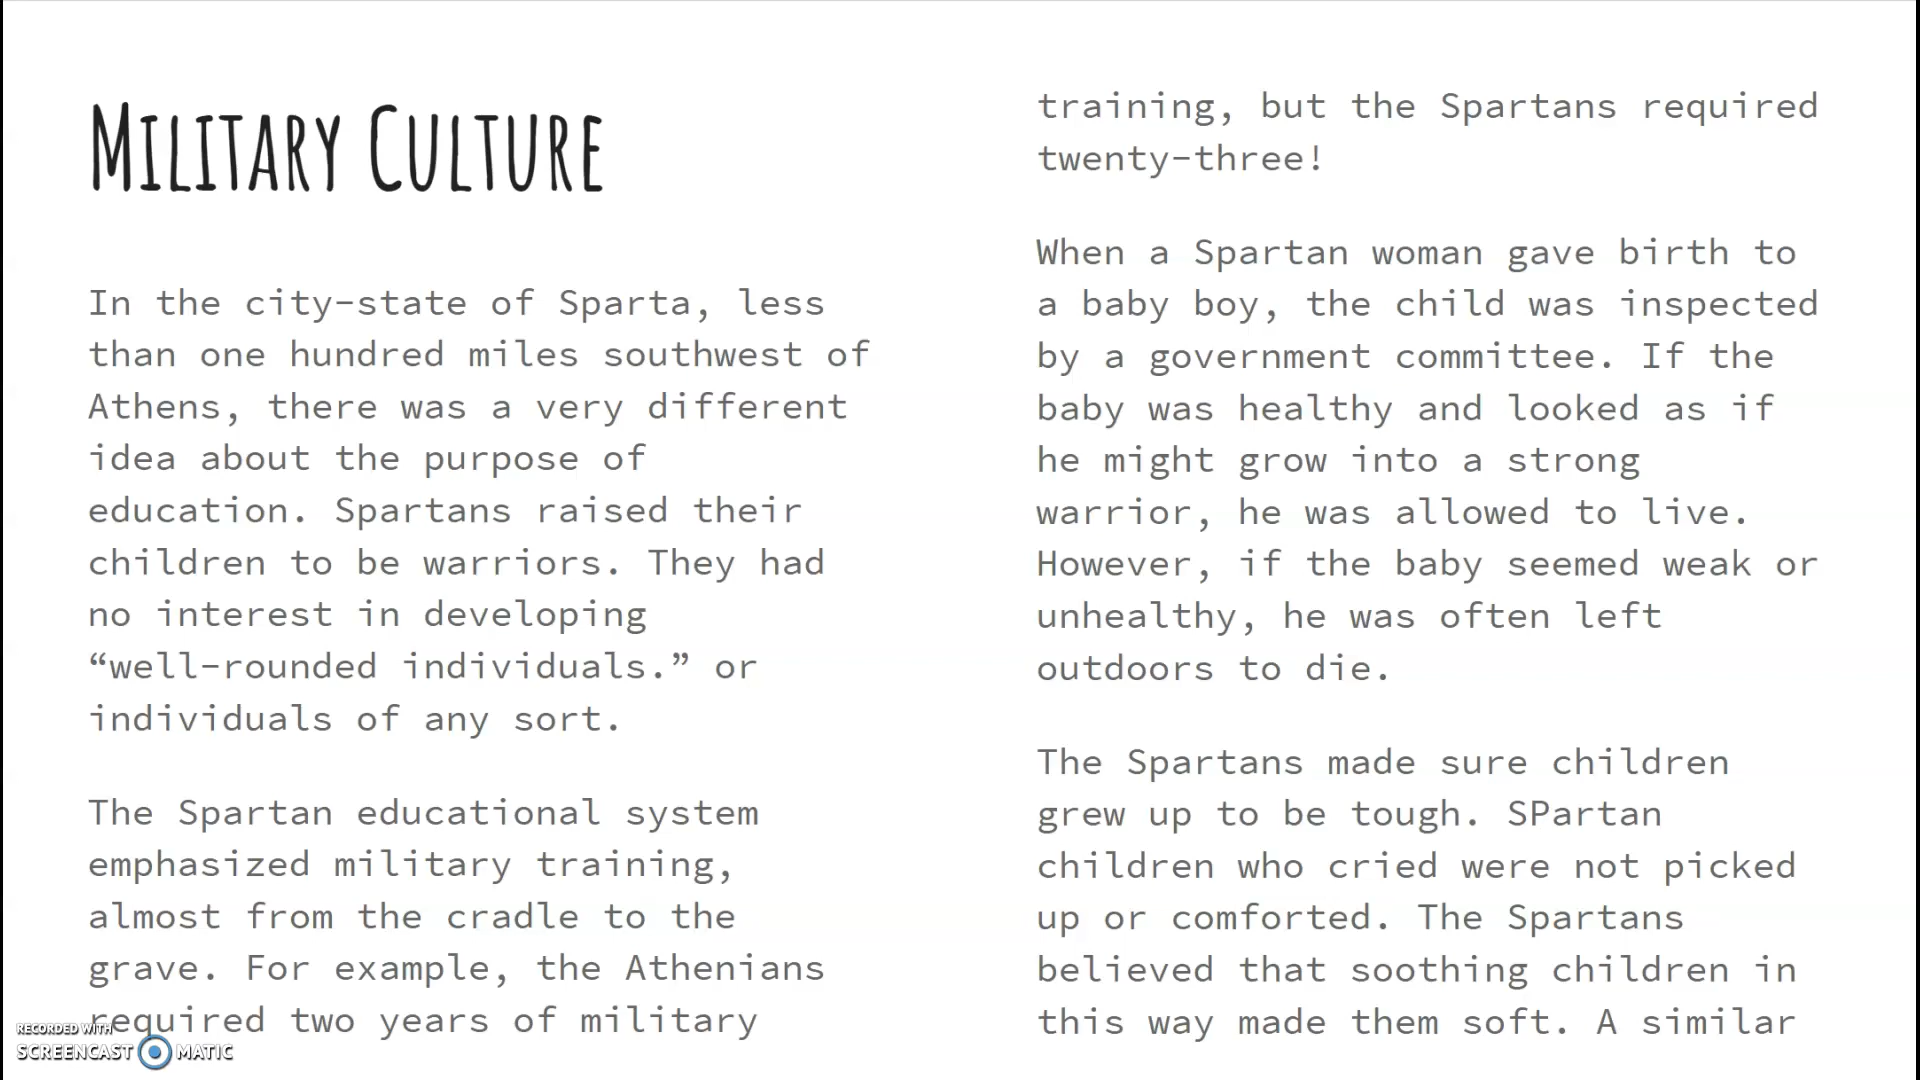 Military Culture
In the city-state of Sparta, less
than one hundred miles southwest of
Athens, there was a very different
idea about the purpose of
education. Spartans raised their
children to be warriors. They had
no interest in developing
“well-rounded individuals.” or
individuals of any sort.
The Spartan educational system
emphasized military training,
almost from the cradle to the
grave. For example, the Athenians
required two years of military
training, but the Spartans required
twenty-three!
When a Spartan woman gave birth to
a baby boy, the child was inspected
by a government committee. If the
baby was healthy and looked as if
he might grow into a strong
warrior, he was allowed to live.
However, if the baby seemed weak or
unhealthy, he was often left
outdoors to die.
The Spartans made sure children
grew up to be tough. SPartan
children who cried were not picked
up or comforted. The Spartans
believed that soothing children in
this way made them soft. A similar
RECORDED WITH
SCREENCAST MATIC